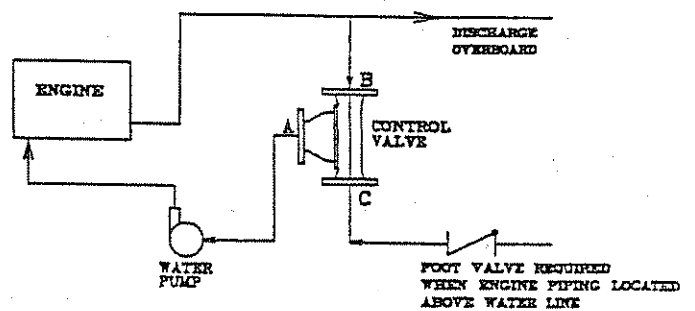 DISCHARGE
OVERBOARD
ENGINE
B
A
CONTROL
VALVE
C
WATER
PUMP
FOOT VALVE REQUIRED
WHEN ENGINE PIPING LOCATED
ABOVE WATER LINE